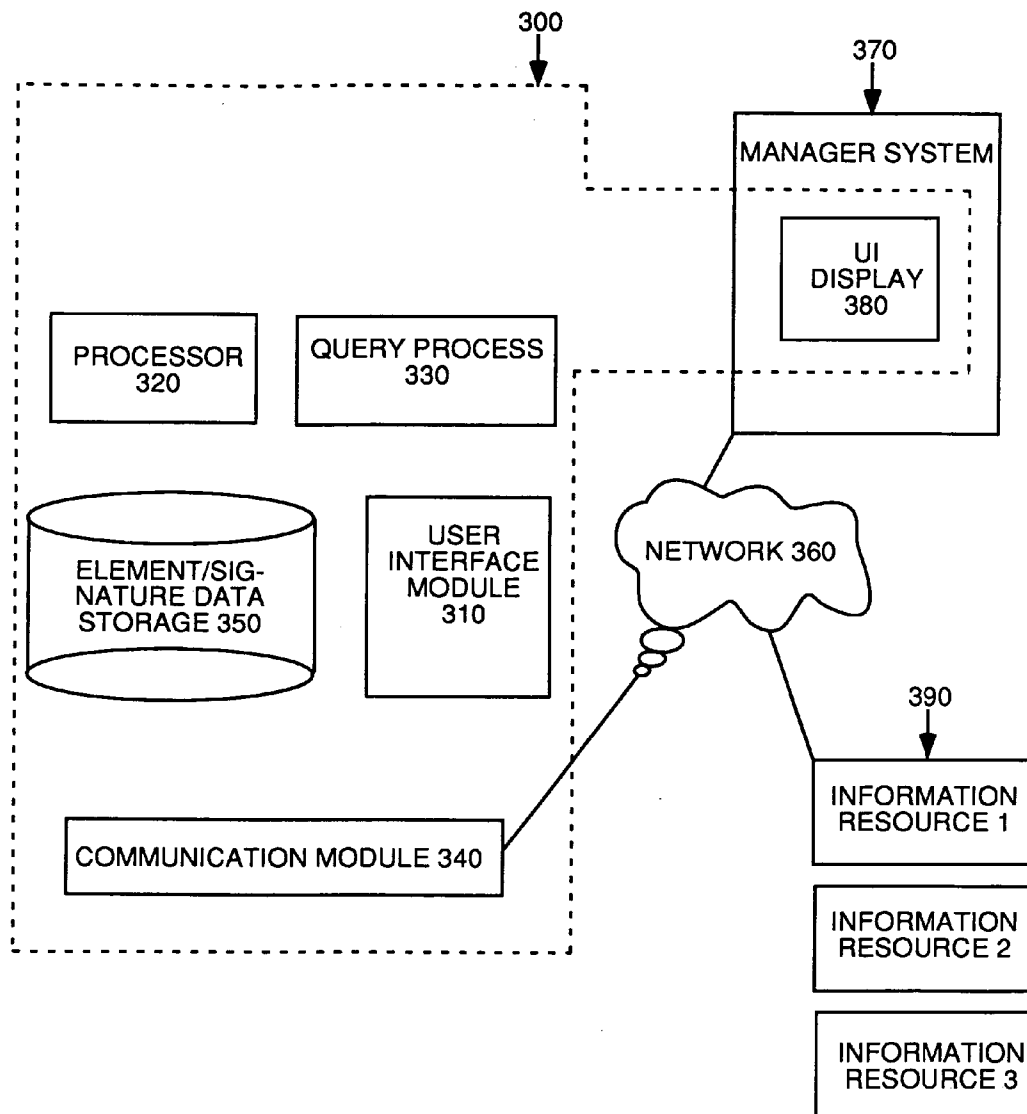 300
370
MANAGER SYSTEM
UI
DISPLAY
380
PROCESSOR
320
QUERY PROCESS
330
ELEMENT/SIG-
NATURE DATA
STORAGE 350
USER
INTERFACE
MODULE
310
NETWORK 360
COMMUNICATION MODULE 340
390
INFORMATION
RESOURCE 1
INFORMATION
RESOURCE 2
INFORMATION
RESOURCE 3